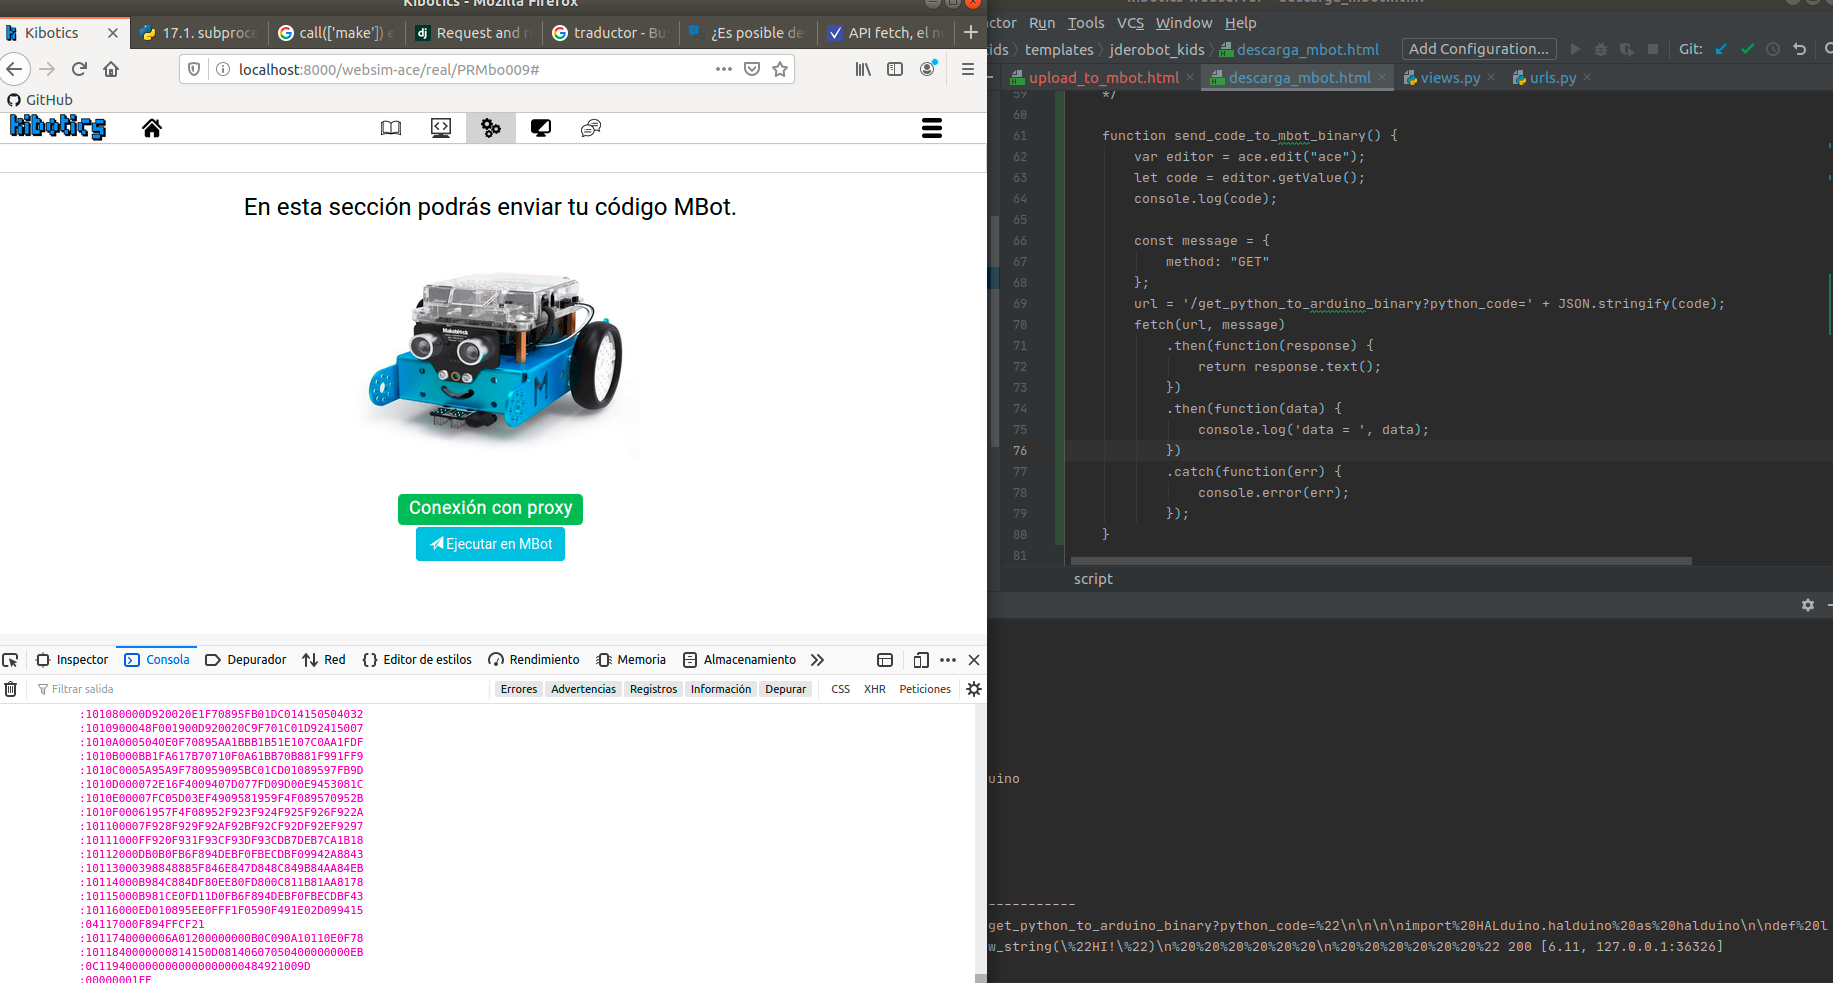 Kibotics - Mozilla Firefox
Kibotics
17.1. subproce
call(['make']) e
Request and r
traductor - Bu
¿Es posible de
API fetch, el n
localhost:8000/websim-ace/real/PRMbo009#
GitHub
kibotics
En esta sección podrás enviar tu código MBot.
Conexión con proxy
Ejecutar en MBot
Inspector Consola Depurador Red Editor de estilos Rendimiento Memoria Almacenamiento
Filtrar salida
Errores Advertencias Registros Información Depurar CSS XHR Peticiones
:101080000D920020E1F70895FB01DC014150504032
:1010900048F001900D920020C9F701C01D92415007
:1010A0005040E0F70895AA1BBB1B51E107C0AA1FDF
:1010B000BB1FA617B70710F0A61BB70B881F991FF9
:1010C0005A95A9F780959095BC01CD01089597FB9D
:1010D000072E16F4009407D077FD09D00E9453081C
:1010E00007FC05D03EF4909581959F4F089570952B
:1010F00061957F4F08952F923F924F925F926F922A
:101100007F928F929F92AF92BF92CF92DF92EF9297
:10111000FF920F931F93CF93DF93CDB7DEB7CA1B18
:10112000DB0B0FB6F894DEBF0FBECDBF09942A8843
:10113000398848885F846E847D848C849B84AA84EB
:10114000B984C884DF80EE80FD800C811B81AA8178
:10115000B981CE0FD11D0FB6F894DEBF0FBECDBF43
:10116000ED010895EE0FFF1F0590F491E02D099415
:04117000F894FFCF21
:1011740000006A01200000000B0C090A10110E0F78
:101184000000081415 0D08140607050400000000EB
:0C1194000000000000000000484921009D
:00000001FF
ctor Run Tools VCS Window Help
kids templates jderobot_kids descarga_mbot.html Add Configuration... Git:
upload_to_mbot.html descarga_mbot.html views.py urls.py
59 */
60
61 function send_code_to_mbot_binary() {
62 var editor = ace.edit("ace");
63 let code = editor.getValue();
64 console.log(code);
65
66 const message = {
67 method: "GET"
68 };
69 url = '/get_python_to_arduino_binary?python_code=' + JSON.stringify(code);
70 fetch(url, message)
71 .then(function(response) {
72 return response.text();
73 })
74 .then(function(data) {
75 console.log('data = ', data);
76 })
77 .catch(function(err) {
78 console.error(err);
79 });
80 }
81
script
uino
-----------
get_python_to_arduino_binary?python_code=%22\n\n\n\nimport%20HALduino.halduino%20as%20halduino\n\ndef%20l
w_string(\%22HI!\%22)\n%20%20%20%20%20%20\n%20%20%20%20%20%20%22 200 [6.11, 127.0.0.1:36326]